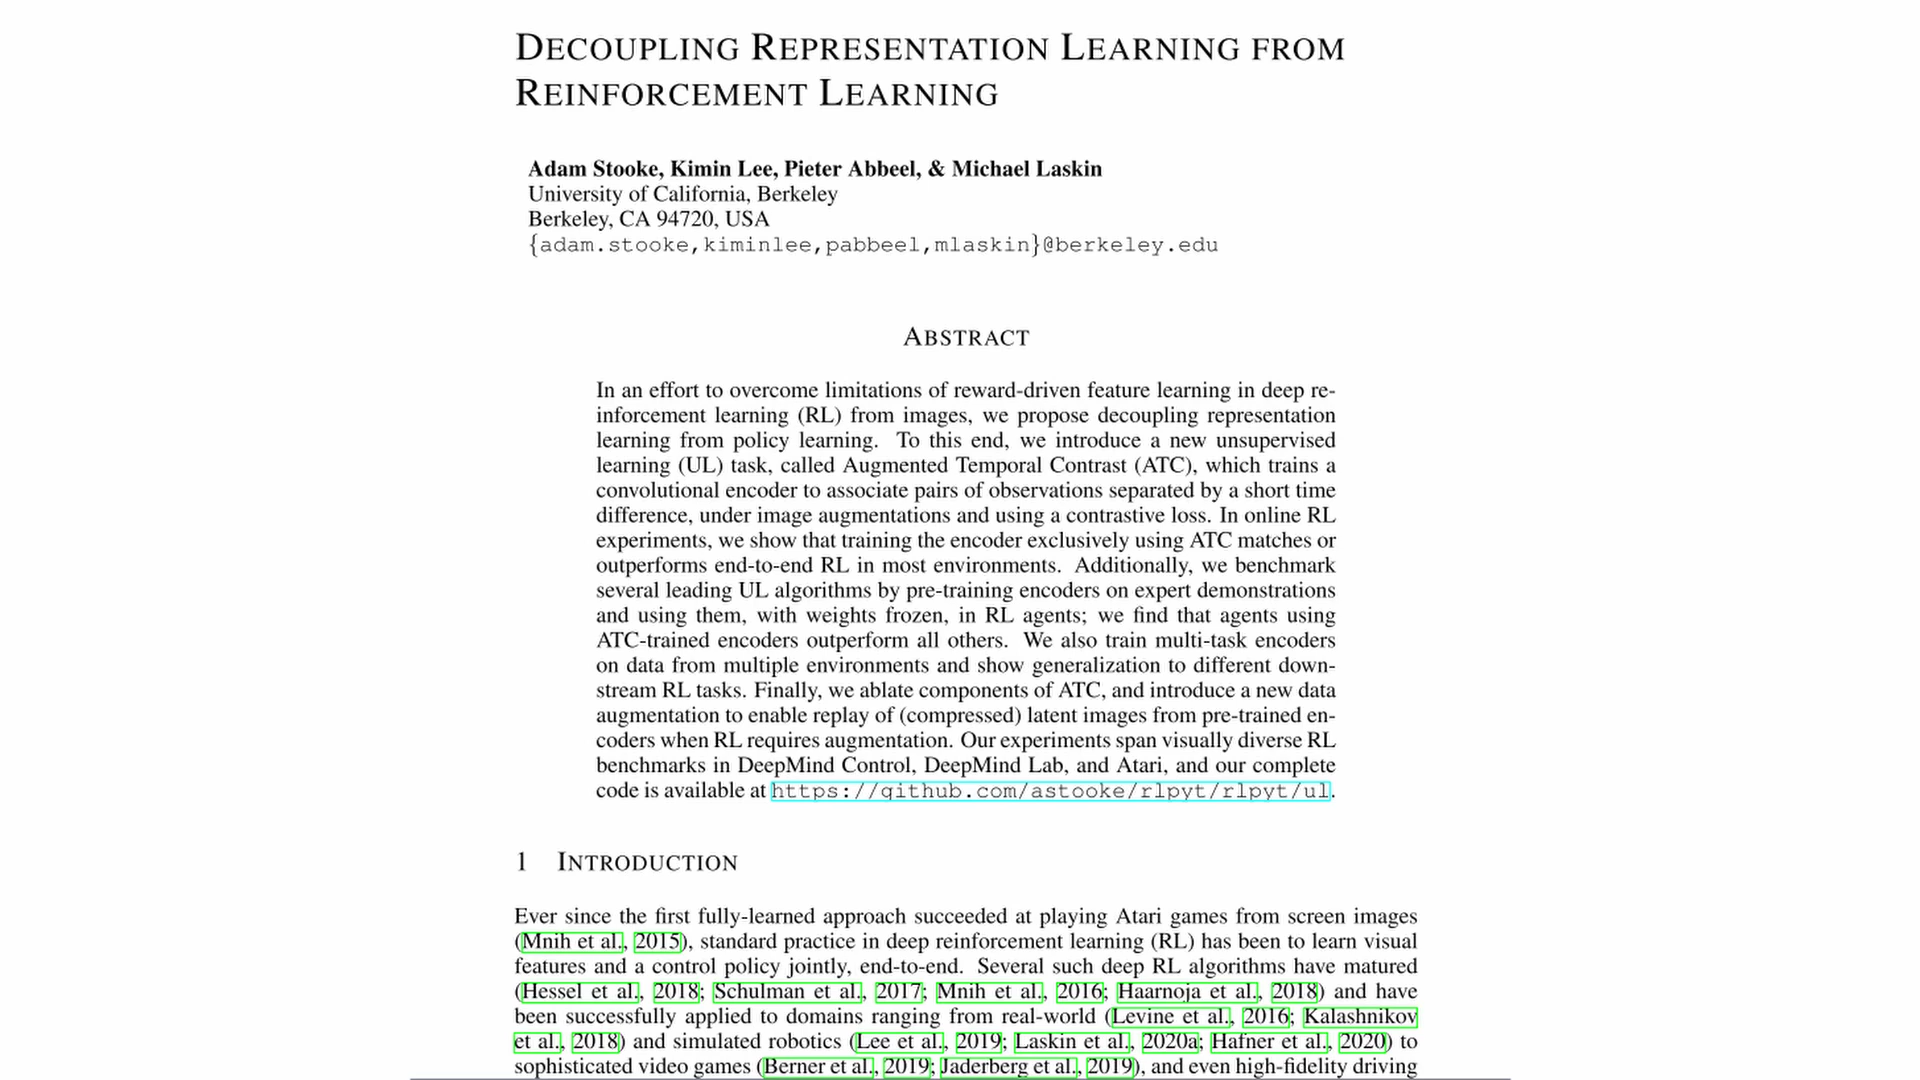 DECOUPLING REPRESENTATION LEARNING FROM
REINFORCEMENT LEARNING
Adam Stooke, Kimin Lee, Pieter Abbeel, & Michael Laskin
University of California, Berkeley
Berkeley, CA 94720, USA
{adam.stooke,kiminlee,pabbeel,mlaskin}@berkeley.edu
ABSTRACT
In an effort to overcome limitations of reward-driven feature learning in deep re-
inforcement learning (RL) from images, we propose decoupling representation
learning from policy learning. To this end, we introduce a new unsupervised
learning (UL) task, called Augmented Temporal Contrast (ATC), which trains a
convolutional encoder to associate pairs of observations separated by a short time
difference, under image augmentations and using a contrastive loss. In online RL
experiments, we show that training the encoder exclusively using ATC matches or
outperforms end-to-end RL in most environments. Additionally, we benchmark
several leading UL algorithms by pre-training encoders on expert demonstrations
and using them, with weights frozen, in RL agents; we find that agents using
ATC-trained encoders outperform all others. We also train multi-task encoders
on data from multiple environments and show generalization to different down-
stream RL tasks. Finally, we ablate components of ATC, and introduce a new data
augmentation to enable replay of (compressed) latent images from pre-trained en-
coders when RL requires augmentation. Our experiments span visually diverse RL
benchmarks in DeepMind Control, DeepMind Lab, and Atari, and our complete
code is available at https://github.com/astooke/rlpyt/rlpyt/ul.
1 INTRODUCTION
Ever since the first fully-learned approach succeeded at playing Atari games from screen images
(Mnih et al., 2015), standard practice in deep reinforcement learning (RL) has been to learn visual
features and a control policy jointly, end-to-end. Several such deep RL algorithms have matured
(Hessel et al., 2018; Schulman et al., 2017; Mnih et al., 2016; Haarnoja et al., 2018) and have
been successfully applied to domains ranging from real-world (Levine et al., 2016; Kalashnikov
et al., 2018) and simulated robotics (Lee et al., 2019; Laskin et al., 2020a; Hafner et al., 2020) to
sophisticated video games (Berner et al., 2019; Jaderberg et al., 2019), and even high-fidelity driving